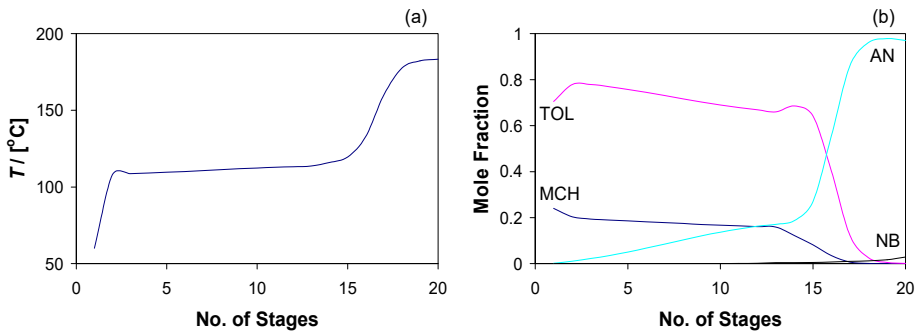 (a)
200
150
100
50
T / [°C]
0
5
10
15
20
No. of Stages
(b)
1
0.8
0.6
0.4
0.2
0
Mole Fraction
TOL
MCH
AN
NB
0
5
10
15
20
No. of Stages